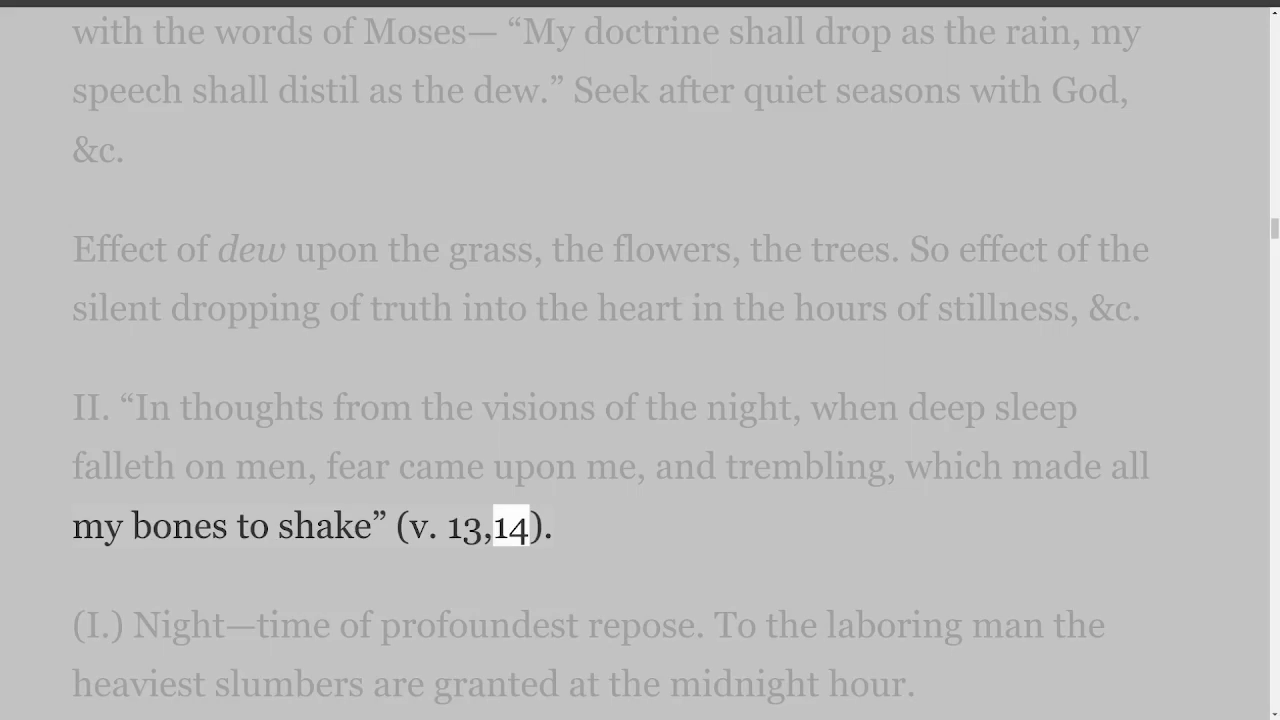 with the words of Moses— “My doctrine shall drop as the rain, my
speech shall distil as the dew.” Seek after quiet seasons with God,
&c.
Effect of dew upon the grass, the flowers, the trees. So effect of the
silent dropping of truth into the heart in the hours of stillness, &c.
II. “In thoughts from the visions of the night, when deep sleep
falleth on men, fear came upon me, and trembling, which made all
my bones to shake” (v. 13,14).
(I.) Night—time of profoundest repose. To the laboring man the
heaviest slumbers are granted at the midnight hour.